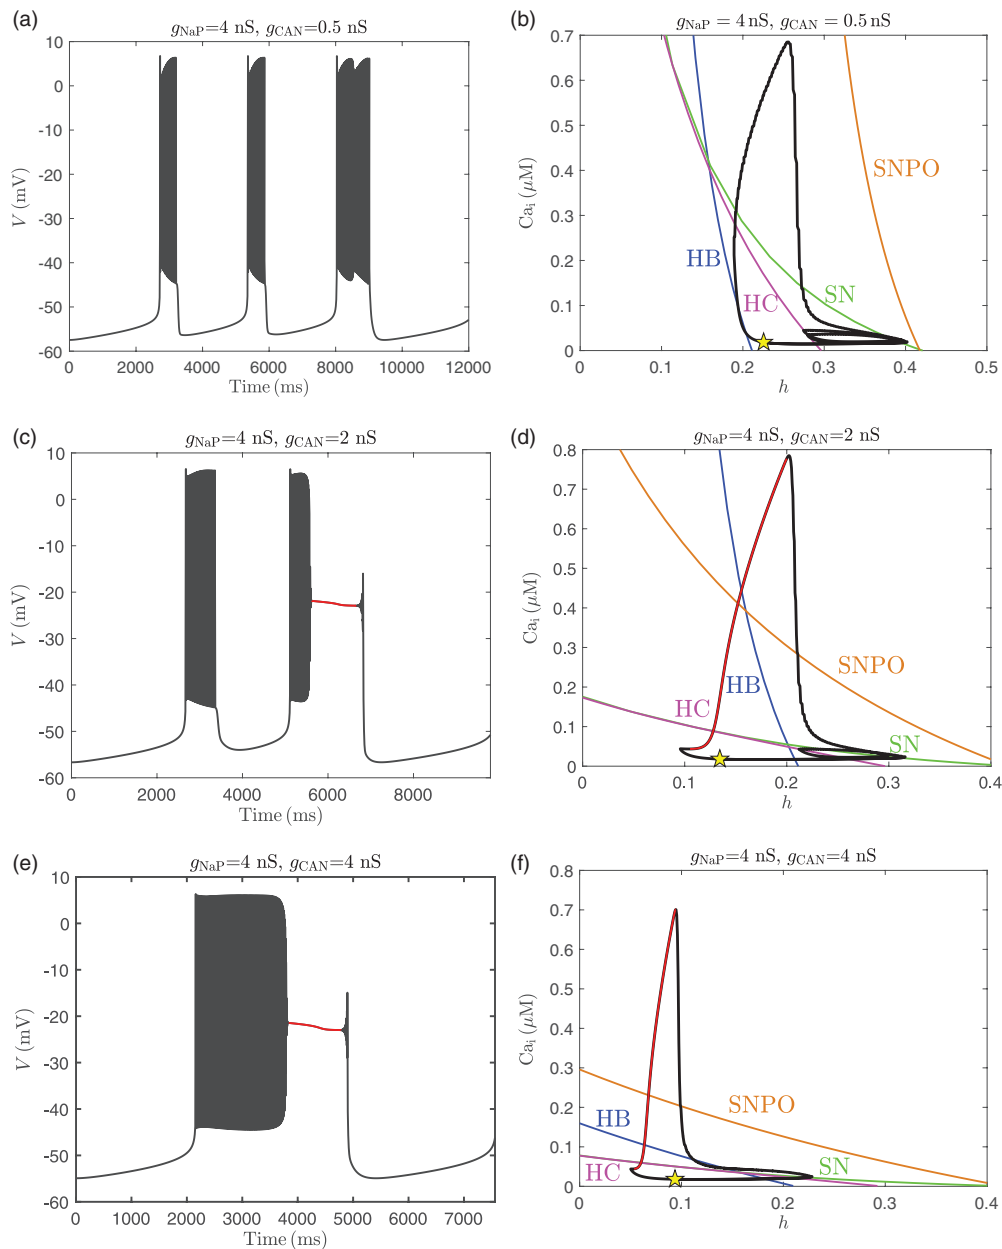 (a)
g_NaP=4 nS, g_CAN=0.5 nS
10
0
-10
-20
-30
-40
-50
-60
V (mV)
0 2000 4000 6000 8000 10000 12000
Time (ms)
(b)
g_NaP = 4 nS, g_CAN = 0.5 nS
0.7
0.6
0.5
0.4
0.3
0.2
0.1
0
Ca_i (μM)
SNPO
HB
HC
SN
0 0.1 0.2 0.3 0.4 0.5
h
(c)
g_NaP=4 nS, g_CAN=2 nS
10
0
-10
-20
-30
-40
-50
-60
V (mV)
0 2000 4000 6000 8000
Time (ms)
(d)
g_NaP=4 nS, g_CAN=2 nS
0.8
0.7
0.6
0.5
0.4
0.3
0.2
0.1
0
Ca_i (μM)
SNPO
HB
HC
SN
0 0.1 0.2 0.3 0.4
h
(e)
g_NaP=4 nS, g_CAN=4 nS
10
0
-10
-20
-30
-40
-50
-60
V (mV)
0 1000 2000 3000 4000 5000 6000 7000
Time (ms)
(f)
g_NaP=4 nS, g_CAN=4 nS
0.8
0.7
0.6
0.5
0.4
0.3
0.2
0.1
0
Ca_i (μM)
SNPO
HB
HC
SN
0 0.1 0.2 0.3 0.4
h